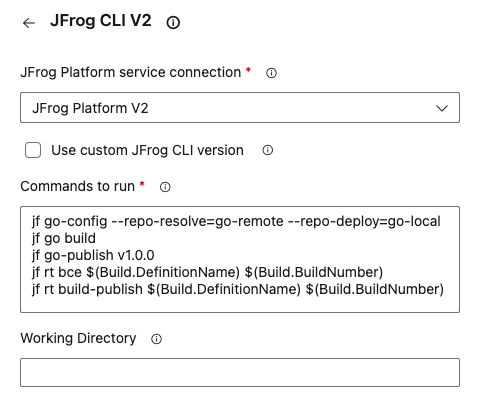 JFrog CLI V2
JFrog Platform service connection *
JFrog Platform V2
Use custom JFrog CLI version
Commands to run *
jf go-config --repo-resolve=go-remote --repo-deploy=go-local
jf go build
jf go-publish v1.0.0
jf rt bce $(Build.DefinitionName) $(Build.BuildNumber)
jf rt build-publish $(Build.DefinitionName) $(Build.BuildNumber)
Working Directory